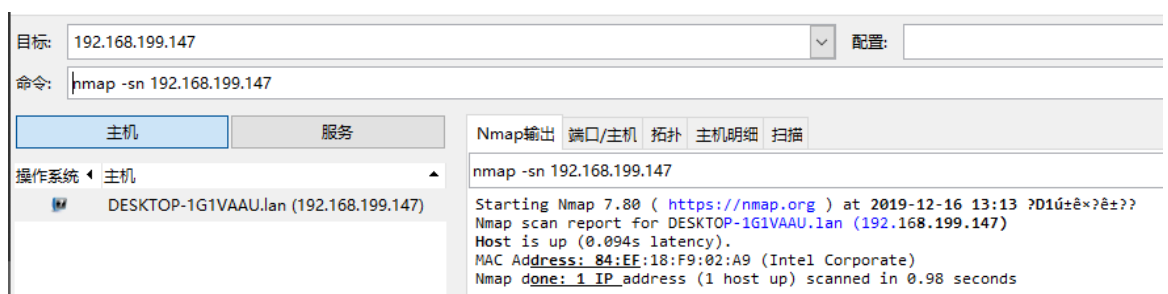 目标: 192.168.199.147 配置:
命令: nmap -sn 192.168.199.147
主机 服务
操作系统 主机
DESKTOP-1G1VAAU.lan (192.168.199.147)
Nmap输出 端口/主机 拓扑 主机明细 扫描
nmap -sn 192.168.199.147
Starting Nmap 7.80 ( https://nmap.org ) at 2019-12-16 13:13 ?D1ú±ê×?ê±??
Nmap scan report for DESKTOP-1G1VAAU.lan (192.168.199.147)
Host is up (0.094s latency).
MAC Address: 84:EF:18:F9:02:A9 (Intel Corporate)
Nmap done: 1 IP address (1 host up) scanned in 0.98 seconds